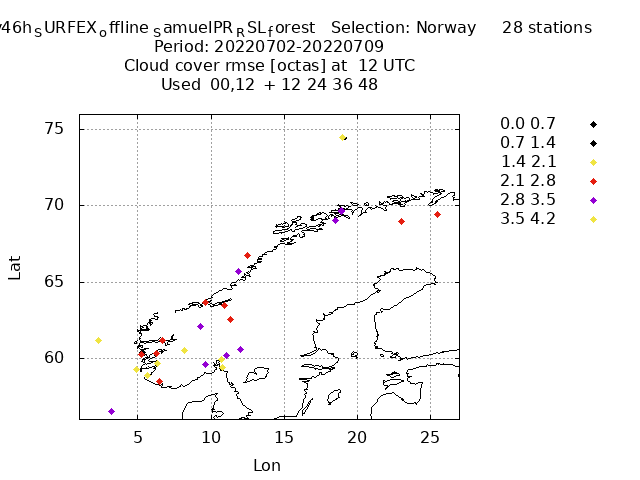 46h_SURFEX_offline_SamuelPR_RSL_forest Selection: Norway 28 stations
Period: 20220702-20220709
Cloud cover rmse [octas] at 12 UTC
Used 00,12 + 12 24 36 48
75
70
65
60
Lat
5 10 15 20 25
Lon
0.0 0.7
0.7 1.4
1.4 2.1
2.1 2.8
2.8 3.5
3.5 4.2